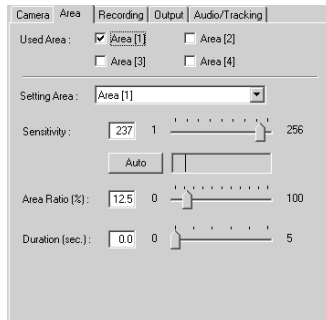 Camera Area Recording Output Audio/Tracking
Used Area : Area [1] Area [2]
Area [3] Area [4]
Setting Area : Area [1]
Sensitivity : 237 1 256
Auto
Area Ratio (%) : 12.5 0 100
Duration (sec.) : 0.0 0 5